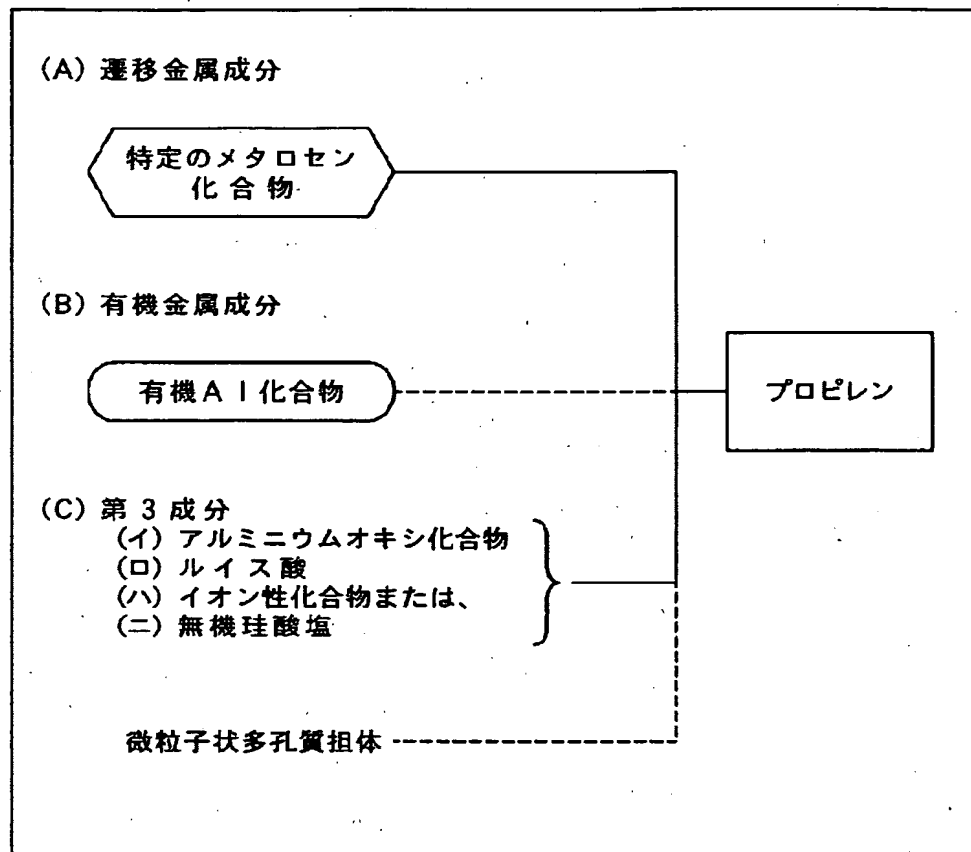 (A) 遷移金属成分
特定のメタロセン
化合物
(B) 有機金属成分
有機Al化合物
プロピレン
(C) 第3成分
(イ) アルミニウムオキシ化合物
(ロ) ルイス酸
(ハ) イオン性化合物または、
(ニ) 無機珪酸塩
微粒子状多孔質担体